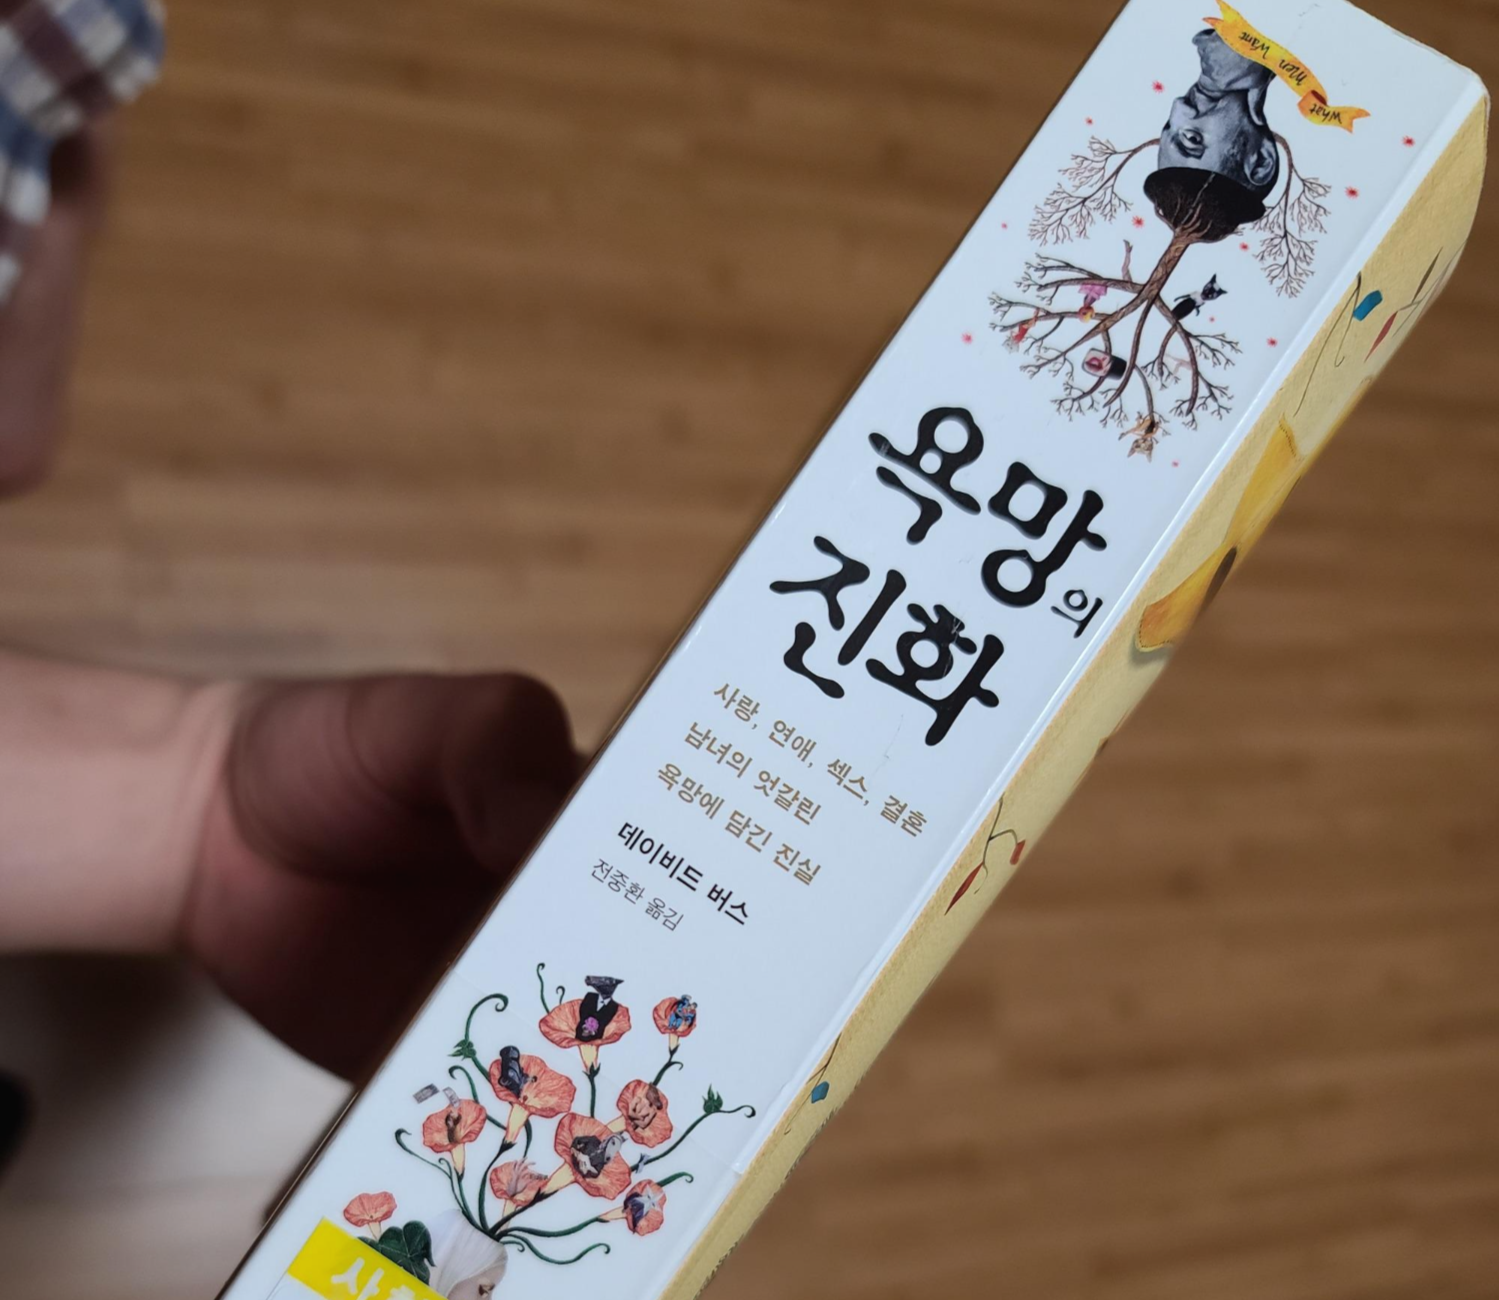 What Men Want
욕망의
진화
사랑, 연애, 섹스, 결혼
남녀의 엇갈린
욕망에 담긴 진실
데이비드 버스
전중환 옮김
사